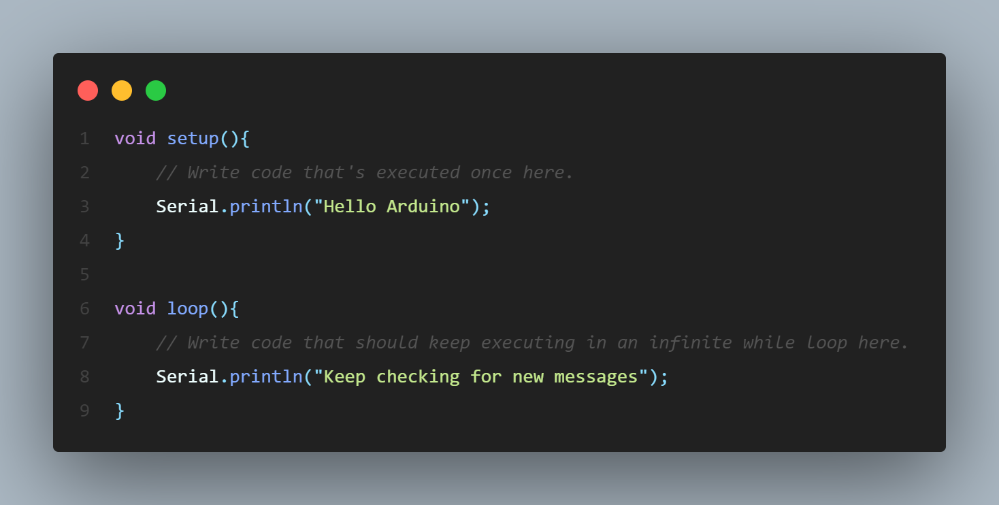 1 void setup(){
2     // Write code that's executed once here.
3     Serial.println("Hello Arduino");
4 }
5
6 void loop(){
7     // Write code that should keep executing in an infinite while loop here.
8     Serial.println("Keep checking for new messages");
9 }